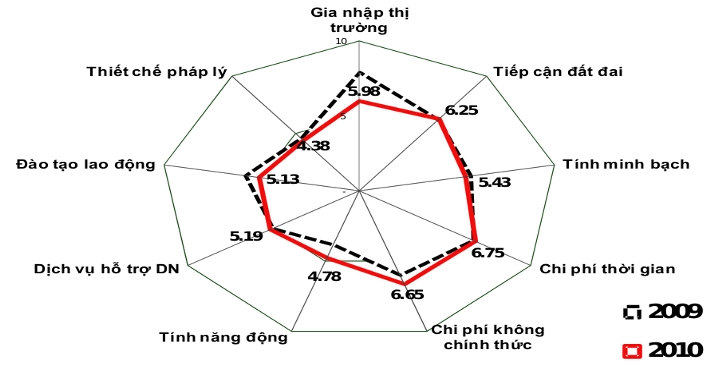 Gia nhập thị
trường
10
Thiết chế pháp lý
Tiếp cận đất đai
5.98
6.25
5
4.38
Đào tạo lao động
5.13
5.43
Tính minh bạch
-
5.19
6.75
Dịch vụ hỗ trợ DN
4.78
6.65
Chi phí thời gian
Tính năng động
Chi phí không
chính thức
2009
2010